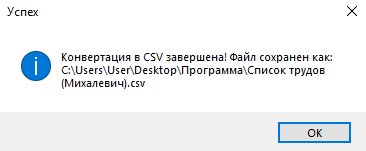 Успех
Конвертация в CSV завершена! Файл сохранен как:
C:\Users\User\Desktop\Программа\Список трудов
(Михалевич).csv
OK